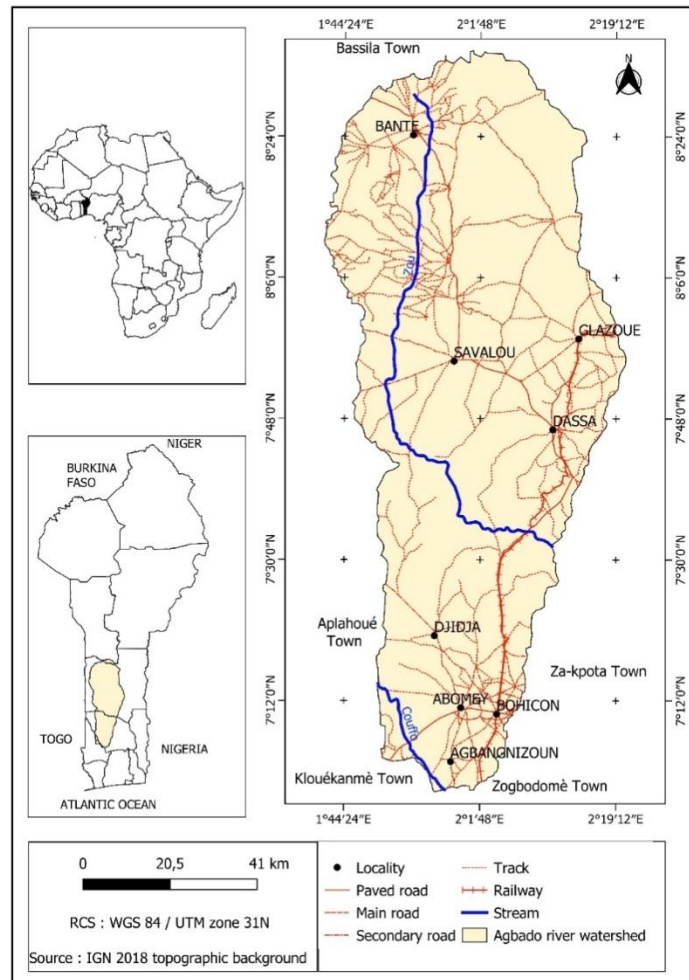 1°44′24″E 2°1′48″E 2°19′12″E
Bassila Town
N
BANTE
8°24′0″N 8°24′0″N
Zou
8°6′0″N 8°6′0″N
GLAZOUE
SAVALOU
DASSA
7°48′0″N 7°48′0″N
7°30′0″N 7°30′0″N
DJIDJA
Aplahoué
Town
Za-kpota Town
ABOMEY
BOHICON
7°12′0″N 7°12′0″N
Couffo
AGBANGNIZOUN
Klouékanmè Town
Zogbodomè Town
1°44′24″E 2°1′48″E 2°19′12″E
NIGER
BURKINA
FASO
TOGO
NIGERIA
ATLANTIC OCEAN
0 20,5 41 km
RCS : WGS 84 / UTM zone 31N
Source : IGN 2018 topographic background
Locality
Paved road
Main road
Secondary road
Track
Railway
Stream
Agbado river watershed